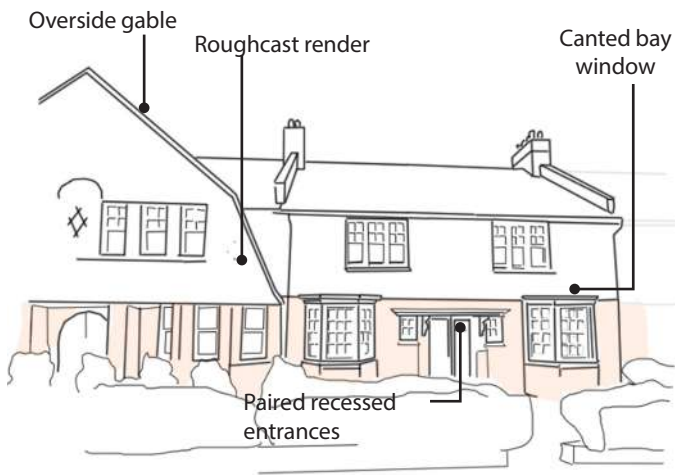 Overside gable
Roughcast render
Canted bay
window
Paired recessed
entrances